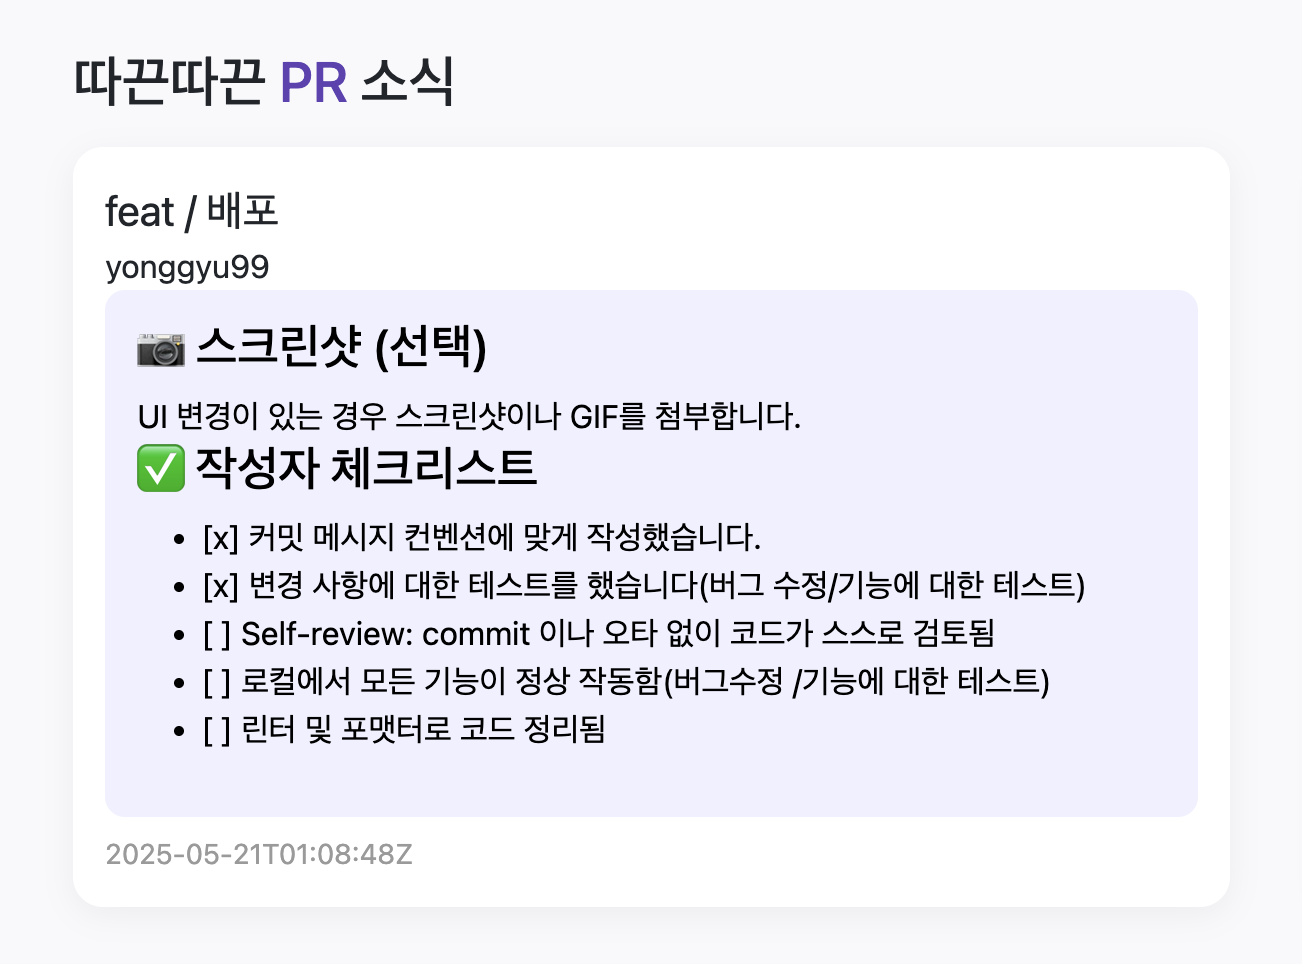 따끈따끈 PR 소식
feat / 배포
yonggyu99
📷 스크린샷 (선택)
UI 변경이 있는 경우 스크린샷이나 GIF를 첨부합니다.
✅ 작성자 체크리스트
• [x] 커밋 메시지 컨벤션에 맞게 작성했습니다.
• [x] 변경 사항에 대한 테스트를 했습니다(버그 수정/기능에 대한 테스트)
• [ ] Self-review: commit 이나 오타 없이 코드가 스스로 검토됨
• [ ] 로컬에서 모든 기능이 정상 작동함(버그수정 /기능에 대한 테스트)
• [ ] 린터 및 포맷터로 코드 정리됨
2025-05-21T01:08:48Z